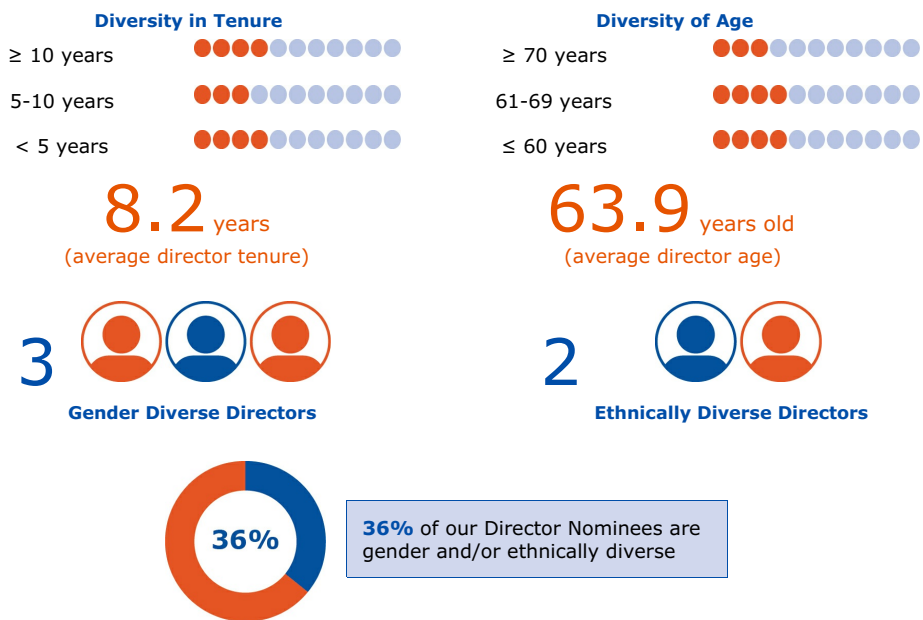 Diversity in Tenure
≥ 10 years
5-10 years
< 5 years
8.2 years
(average director tenure)
Diversity of Age
≥ 70 years
61-69 years
≤ 60 years
63.9 years old
(average director age)
3
Gender Diverse Directors
2
Ethnically Diverse Directors
36%
36% of our Director Nominees are
gender and/or ethnically diverse